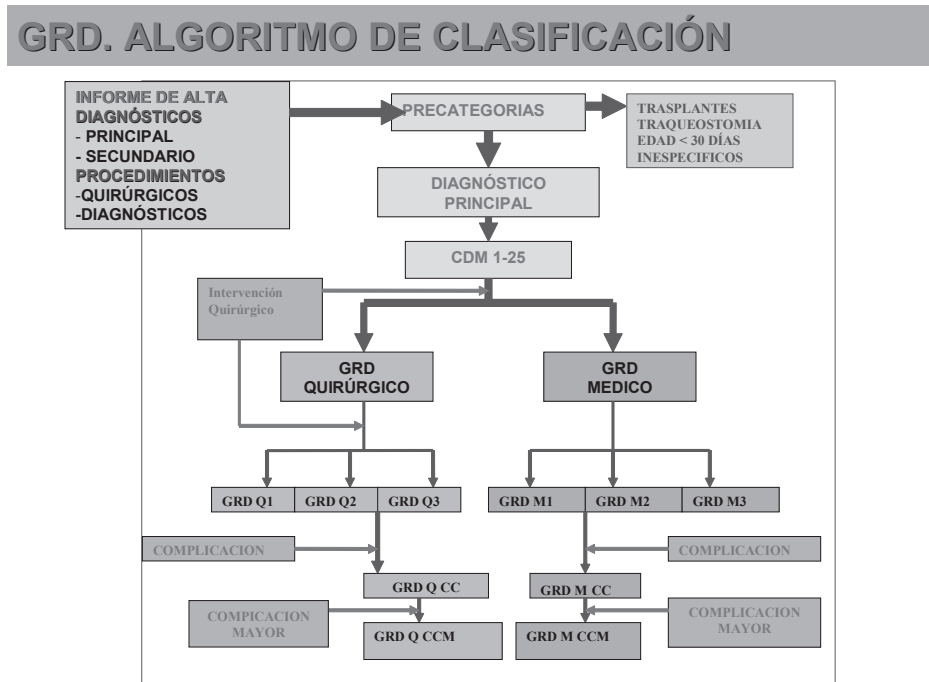 GRD. ALGORITMO DE CLASIFICACIÓN
INFORME DE ALTA
DIAGNÓSTICOS
- PRINCIPAL
- SECUNDARIO
PROCEDIMIENTOS
-QUIRÚRGICOS
-DIAGNÓSTICOS
PRECATEGORIAS
TRASPLANTES
TRAQUEOSTOMIA
EDAD < 30 DÍAS
INESPECIFICOS
DIAGNÓSTICO
PRINCIPAL
CDM 1-25
Intervención
Quirúrgico
GRD
QUIRÚRGICO
GRD
MEDICO
GRD Q1
GRD Q2
GRD Q3
GRD M1
GRD M2
GRD M3
COMPLICACION
COMPLICACION
GRD Q CC
GRD M CC
COMPICACION
MAYOR
GRD Q CCM
GRD M CCM
COMPLICACION
MAYOR